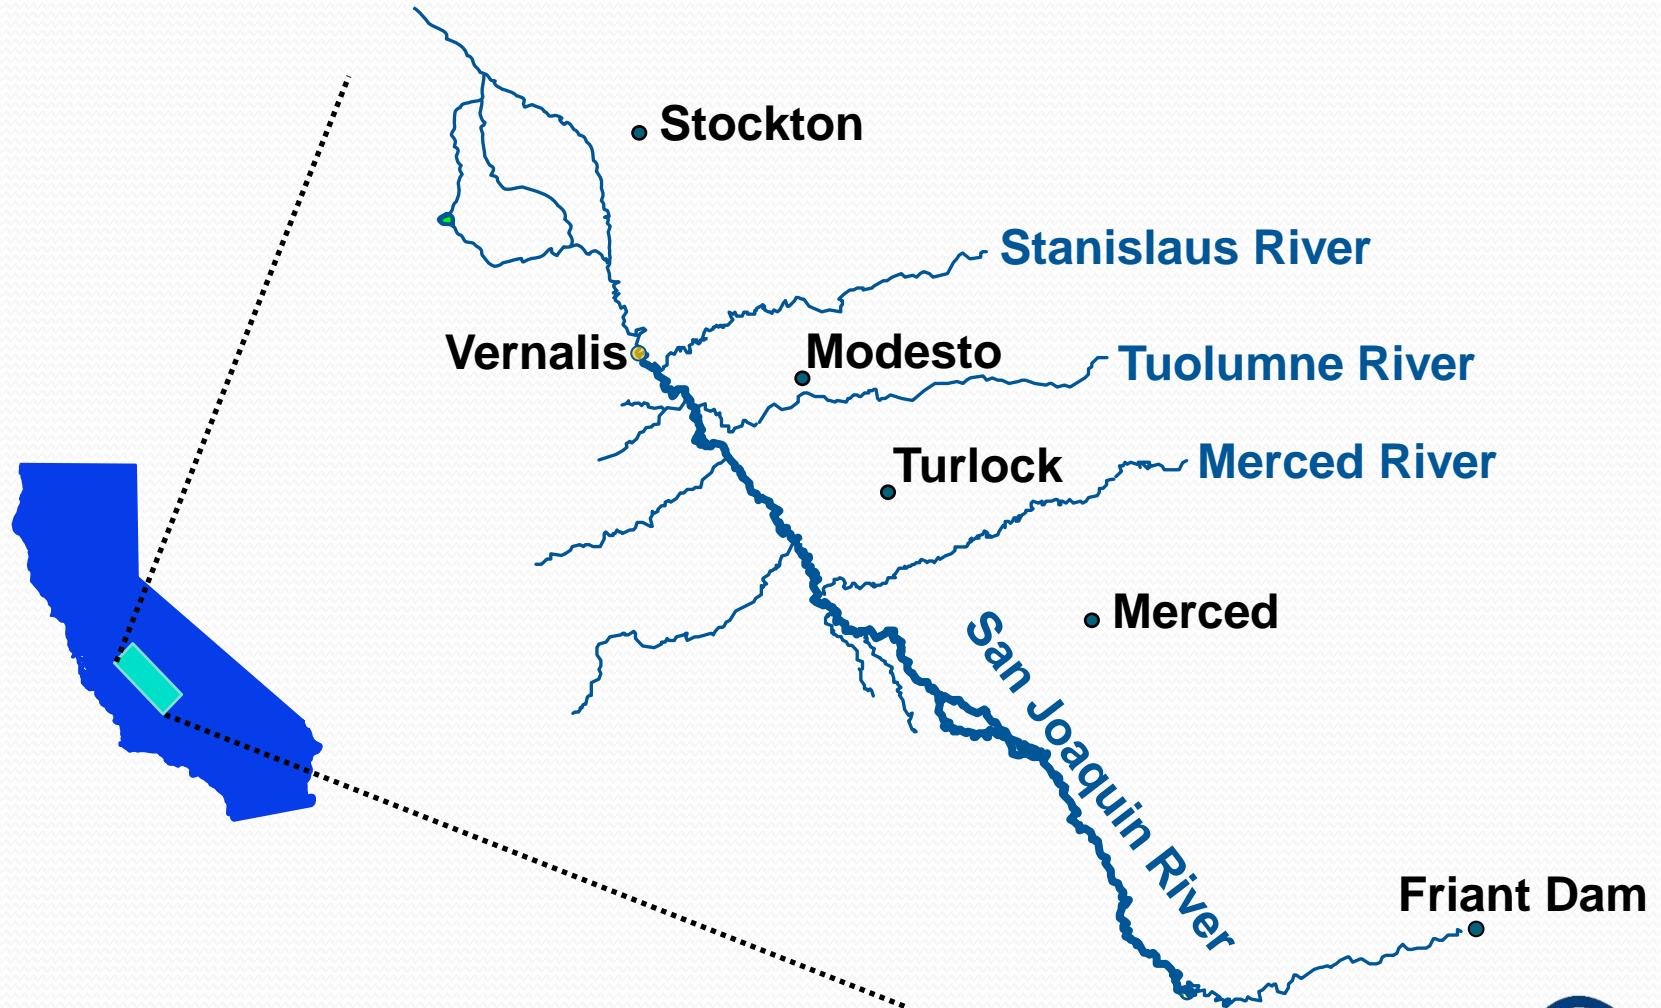 Stockton
Stanislaus River
Vernalis
Modesto
Tuolumne River
Turlock
Merced River
Merced
San Joaquin River
Friant Dam